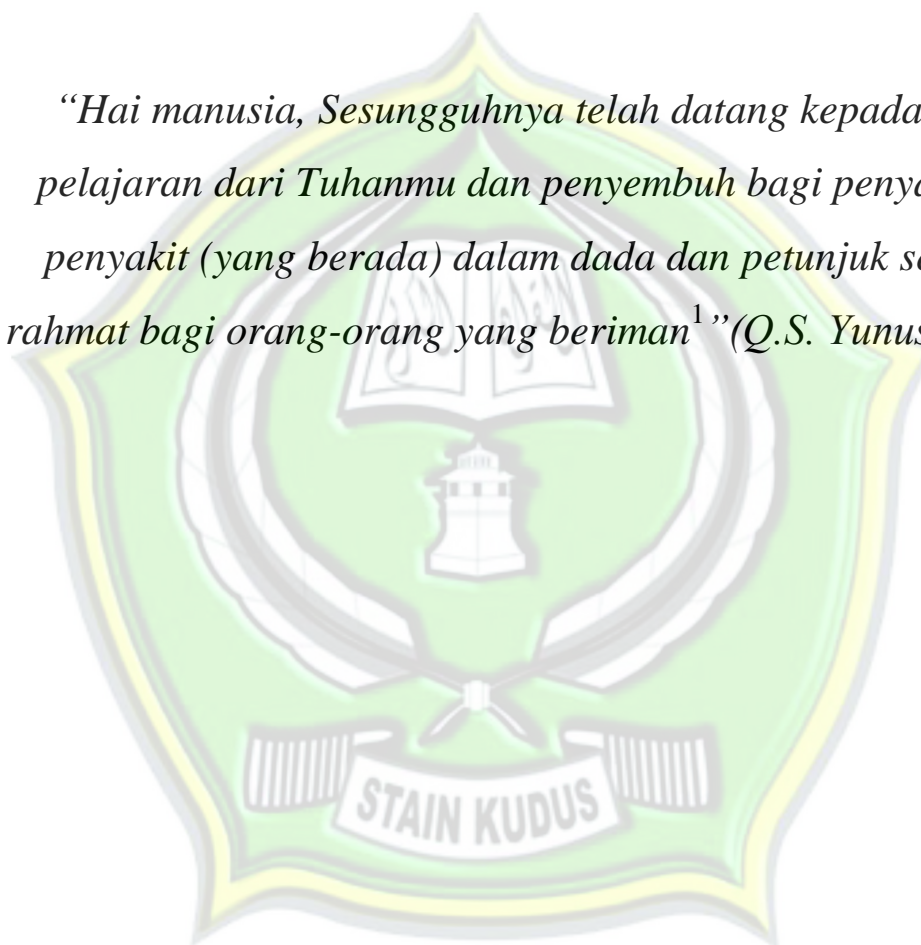 “Hai manusia, Sesungguhnya telah datang kepada
pelajaran dari Tuhanmu dan penyembuh bagi
penyakit (yang berada) dalam dada dan petunjuk
rahmat bagi orang-orang yang beriman¹”(Q.S. Yunus
STAIN KUDUS